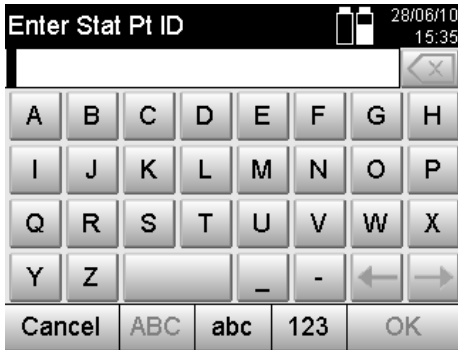 Enter Stat Pt ID
28/06/10
15:35
A B C D E F G H
I J K L M N O P
Q R S T U V W X
Y Z _ -
Cancel ABC abc 123 OK